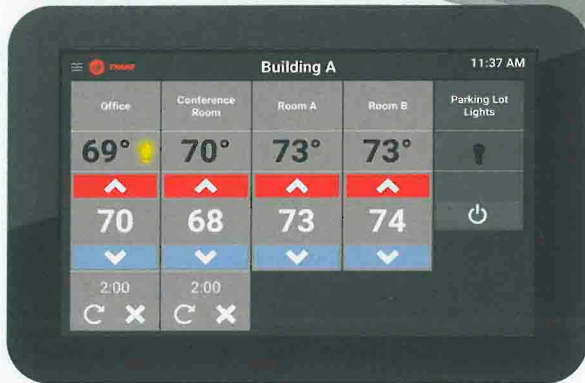 TRANE
Building A
11:37 AM
Office
Conference
Room
Room A
Room B
Parking Lot
Lights
69°
70°
73°
73°
70
68
73
74
2:00
2:00